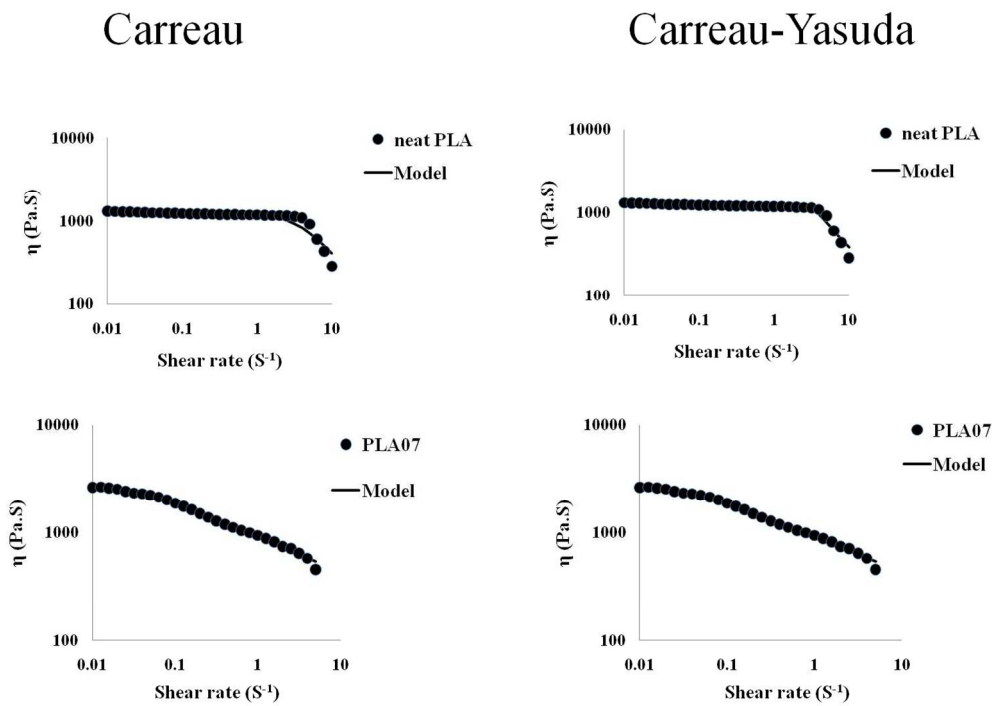 Carreau
Carreau-Yasuda
10000
neat PLA
Model
1000
η (Pa.S)
100
0.01 0.1 1 10
Shear rate (S⁻¹)
10000
neat PLA
Model
1000
η (Pa.S)
100
0.01 0.1 1 10
Shear rate (S⁻¹)
10000
PLA07
Model
1000
η (Pa.S)
100
0.01 0.1 1 10
Shear rate (S⁻¹)
10000
PLA07
Model
1000
η (Pa.S)
100
0.01 0.1 1 10
Shear rate (S⁻¹)